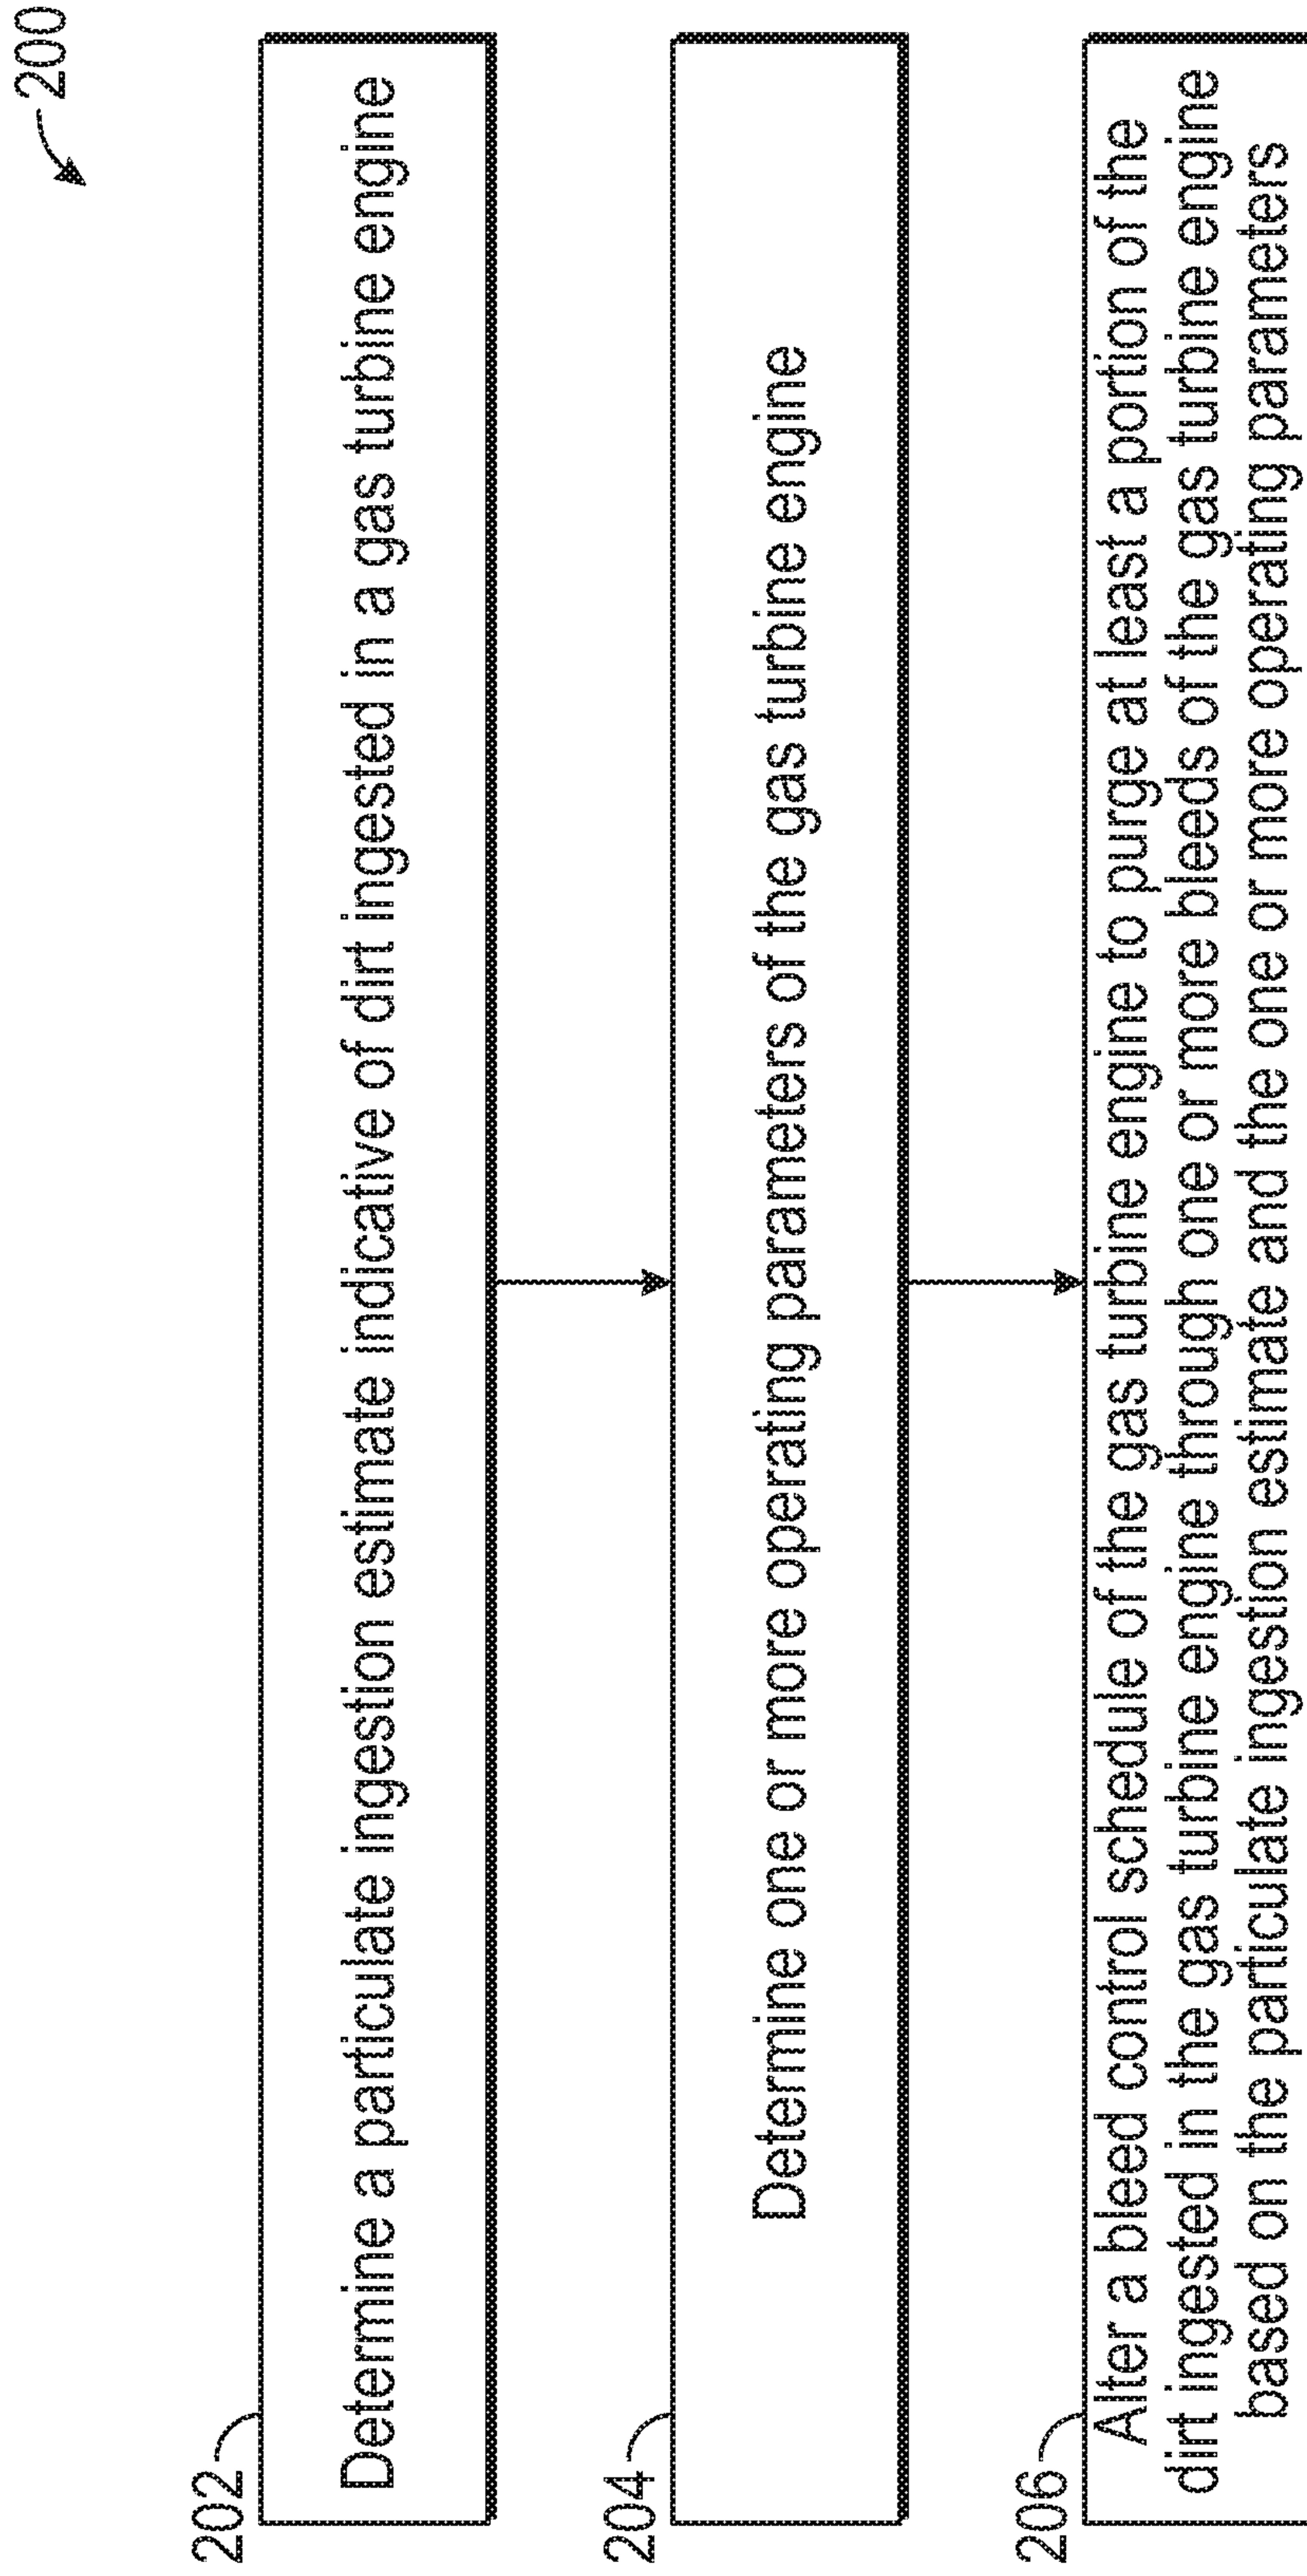 200
202
Determine a particulate ingestion estimate indicative of dirt ingested in a gas turbine engine
204
Determine one or more operating parameters of the gas turbine engine
206
Alter a bleed control schedule of the gas turbine engine to purge at least a portion of the
dirt ingested in the gas turbine engine through one or more bleeds of the gas turbine engine
based on the particulate ingestion estimate and the one or more operating parameters